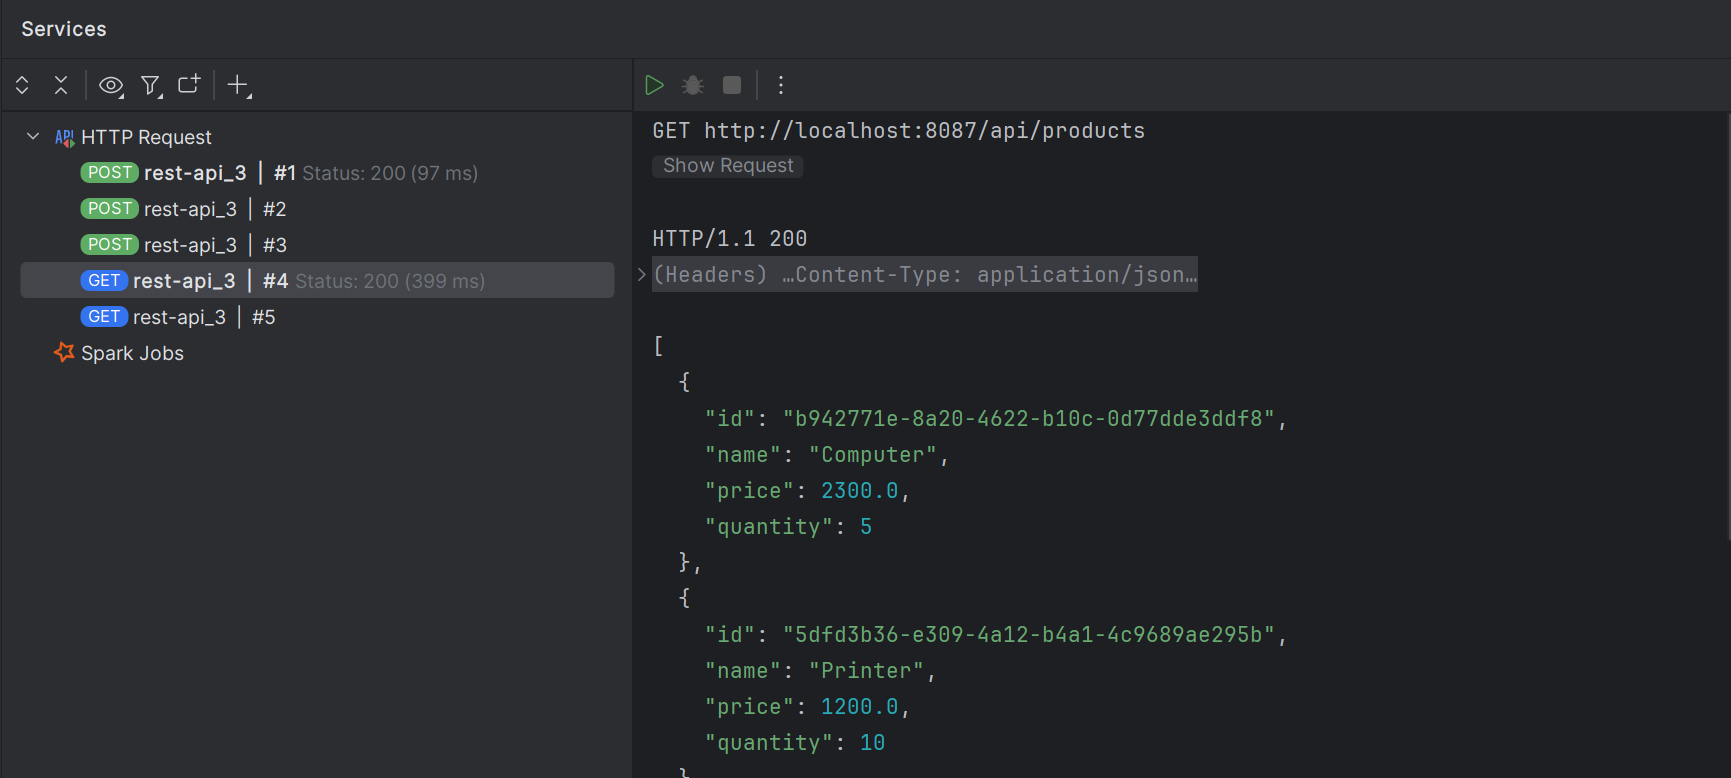 Services
API HTTP Request
POST rest-api_3 | #1 Status: 200 (97 ms)
POST rest-api_3 | #2
POST rest-api_3 | #3
GET rest-api_3 | #4 Status: 200 (399 ms)
GET rest-api_3 | #5
Spark Jobs
GET http://localhost:8087/api/products
Show Request
HTTP/1.1 200
(Headers) …Content-Type: application/json…
[
{
"id": "b942771e-8a20-4622-b10c-0d77dde3ddf8",
"name": "Computer",
"price": 2300.0,
"quantity": 5
},
{
"id": "5dfd3b36-e309-4a12-b4a1-4c9689ae295b",
"name": "Printer",
"price": 1200.0,
"quantity": 10
}